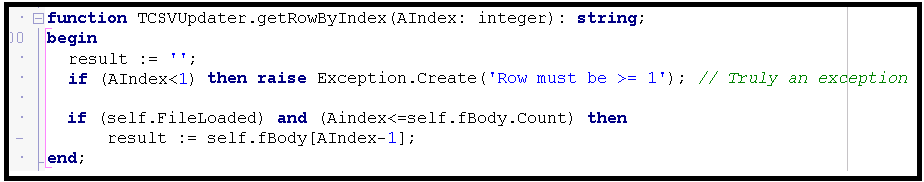 function TCSVUpdater.getRowByIndex(AIndex: integer): string;
begin
result := '';
if (AIndex<1) then raise Exception.Create('Row must be >= 1'); // Truly an exception
if (self.FileLoaded) and (Aindex<=self.fBody.Count) then
result := self.fBody[AIndex-1];
end;